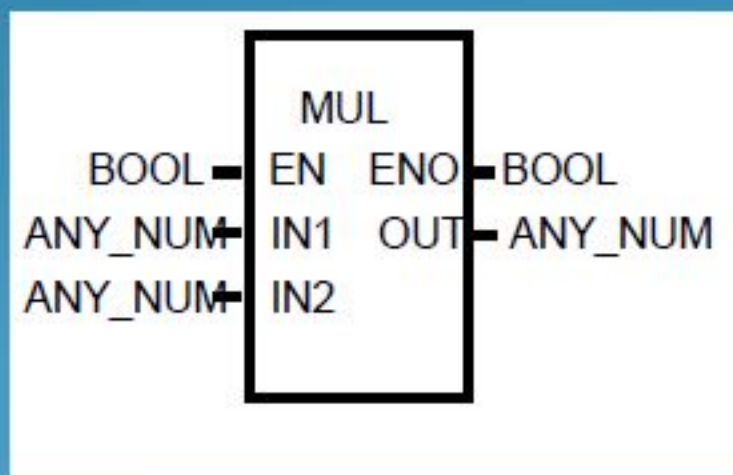 MUL
BOOL EN ENO BOOL
ANY_NUM IN1 OUT ANY_NUM
ANY_NUM IN2